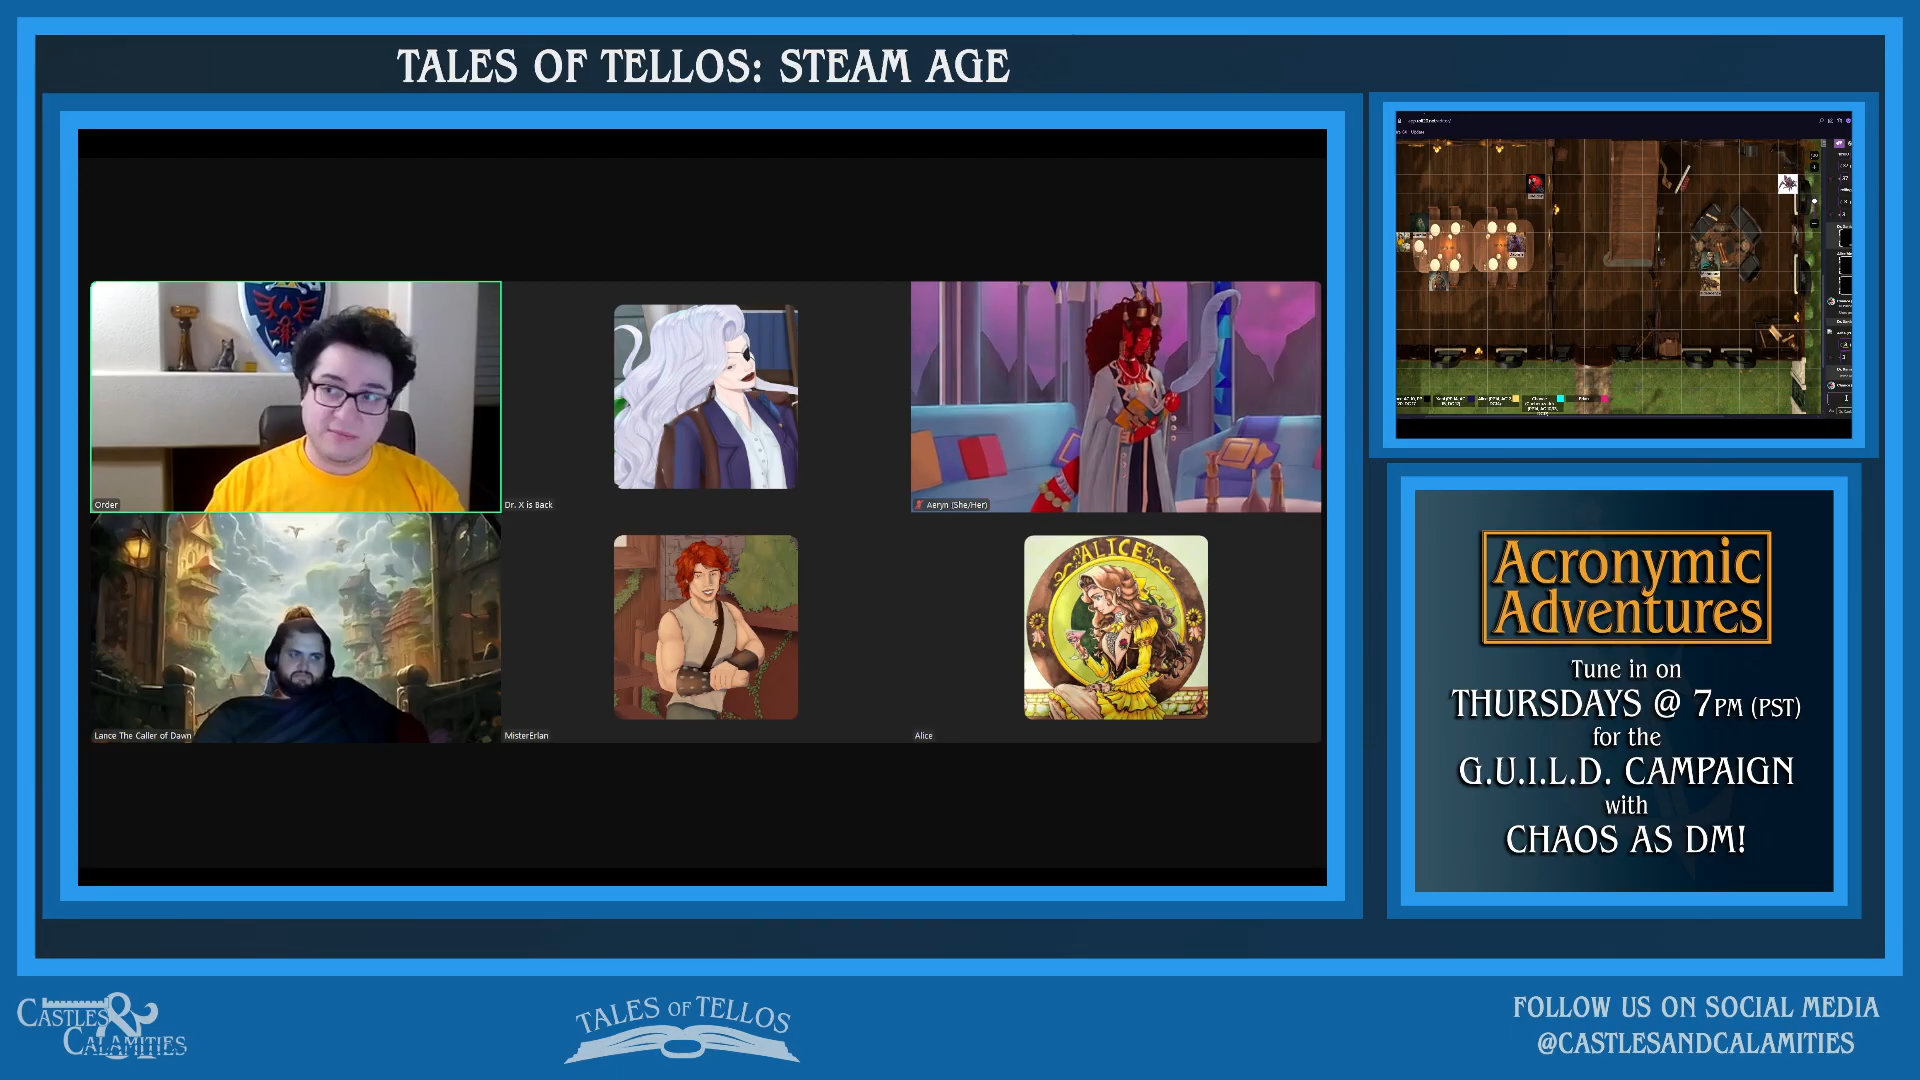 TALES OF TELLOS: STEAM AGE
Order
Dr. X is Back
Aeryn (She/Her)
Lance The Caller of Dawn
MisterErlan
ALICE
Alice
Acronymic
Adventures
Tune in on
THURSDAYS @ 7PM (PST)
for the
G.U.I.L.D. CAMPAIGN
with
CHAOS AS DM!
CASTLES &
CALAMITIES
TALES OF TELLOS
FOLLOW US ON SOCIAL MEDIA
@CASTLESANDCALAMITIES